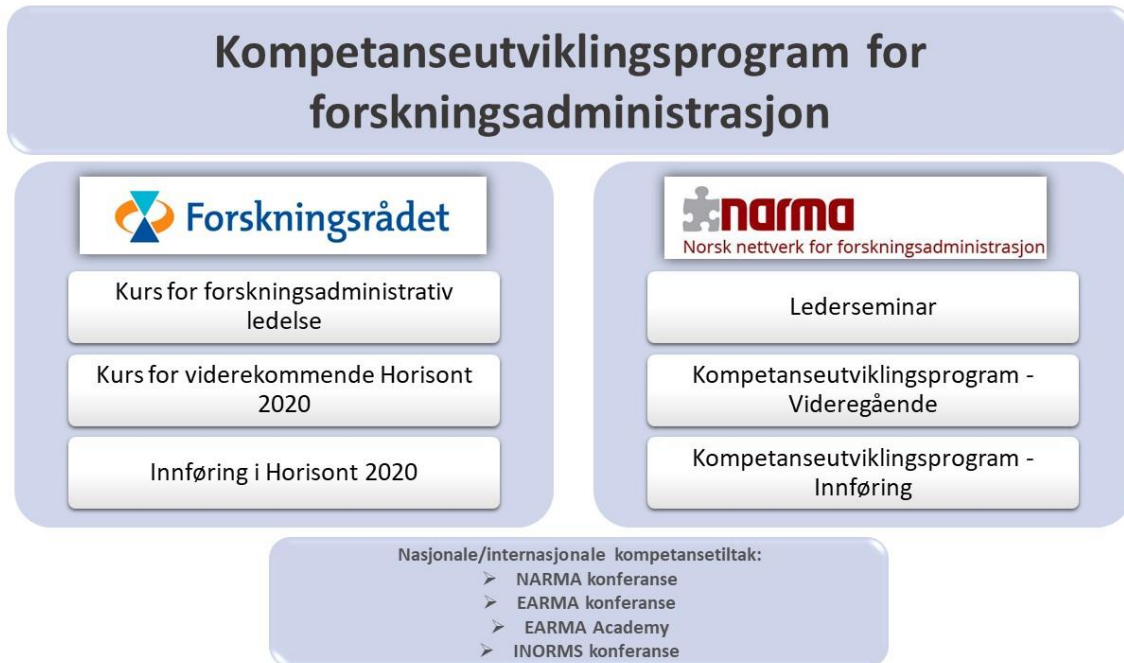 Kompetanseutviklingsprogram for
forskningsadministrasjon
Forskningsrådet
Kurs for forskningsadministrativ
ledelse
Kurs for viderekommende Horisont
2020
Innføring i Horisont 2020
narma
Norsk nettverk for forskningsadministrasjon
Lederseminar
Kompetanseutviklingsprogram -
Videregående
Kompetanseutviklingsprogram -
Innføring
Nasjonale/internasjonale kompetansetiltak:
➢ NARMA konferanse
➢ EARMA konferanse
➢ EARMA Academy
➢ INORMS konferanse